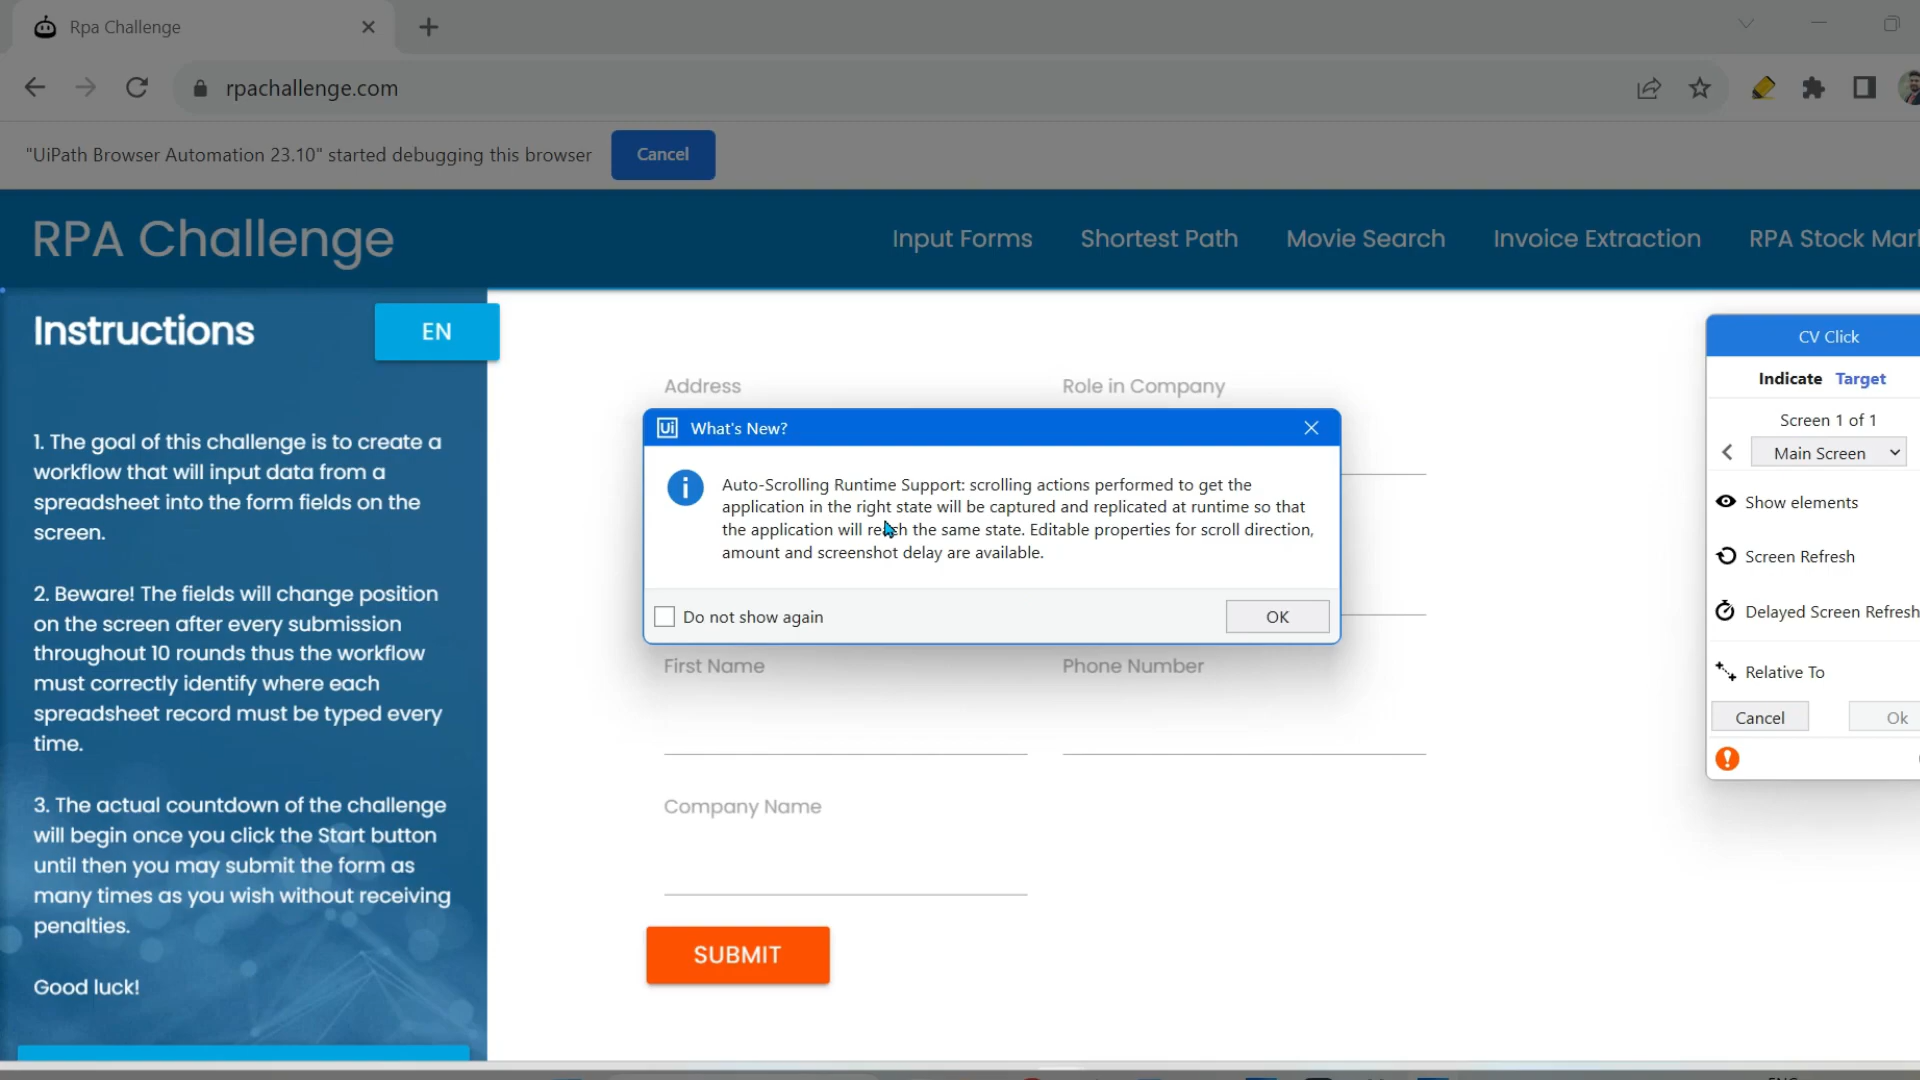 Rpa Challenge
rpachallenge.com
"UiPath Browser Automation 23.10" started debugging this browser
Cancel
RPA Challenge
Input Forms
Shortest Path
Movie Search
Invoice Extraction
RPA Stock Mar
Instructions
EN
1. The goal of this challenge is to create a
workflow that will input data from a
spreadsheet into the form fields on the
screen.
2. Beware! The fields will change position
on the screen after every submission
throughout 10 rounds thus the workflow
must correctly identify where each
spreadsheet record must be typed every
time.
3. The actual countdown of the challenge
will begin once you click the Start button
until then you may submit the form as
many times as you wish without receiving
penalties.
Good luck!
Address
Role in Company
Ui What's New?
Auto-Scrolling Runtime Support: scrolling actions performed to get the
application in the right state will be captured and replicated at runtime so that
the application will reach the same state. Editable properties for scroll direction,
amount and screenshot delay are available.
Do not show again
OK
First Name
Phone Number
Company Name
SUBMIT
CV Click
Indicate Target
Screen 1 of 1
Main Screen
Show elements
Screen Refresh
Delayed Screen Refresh
Relative To
Cancel
Ok